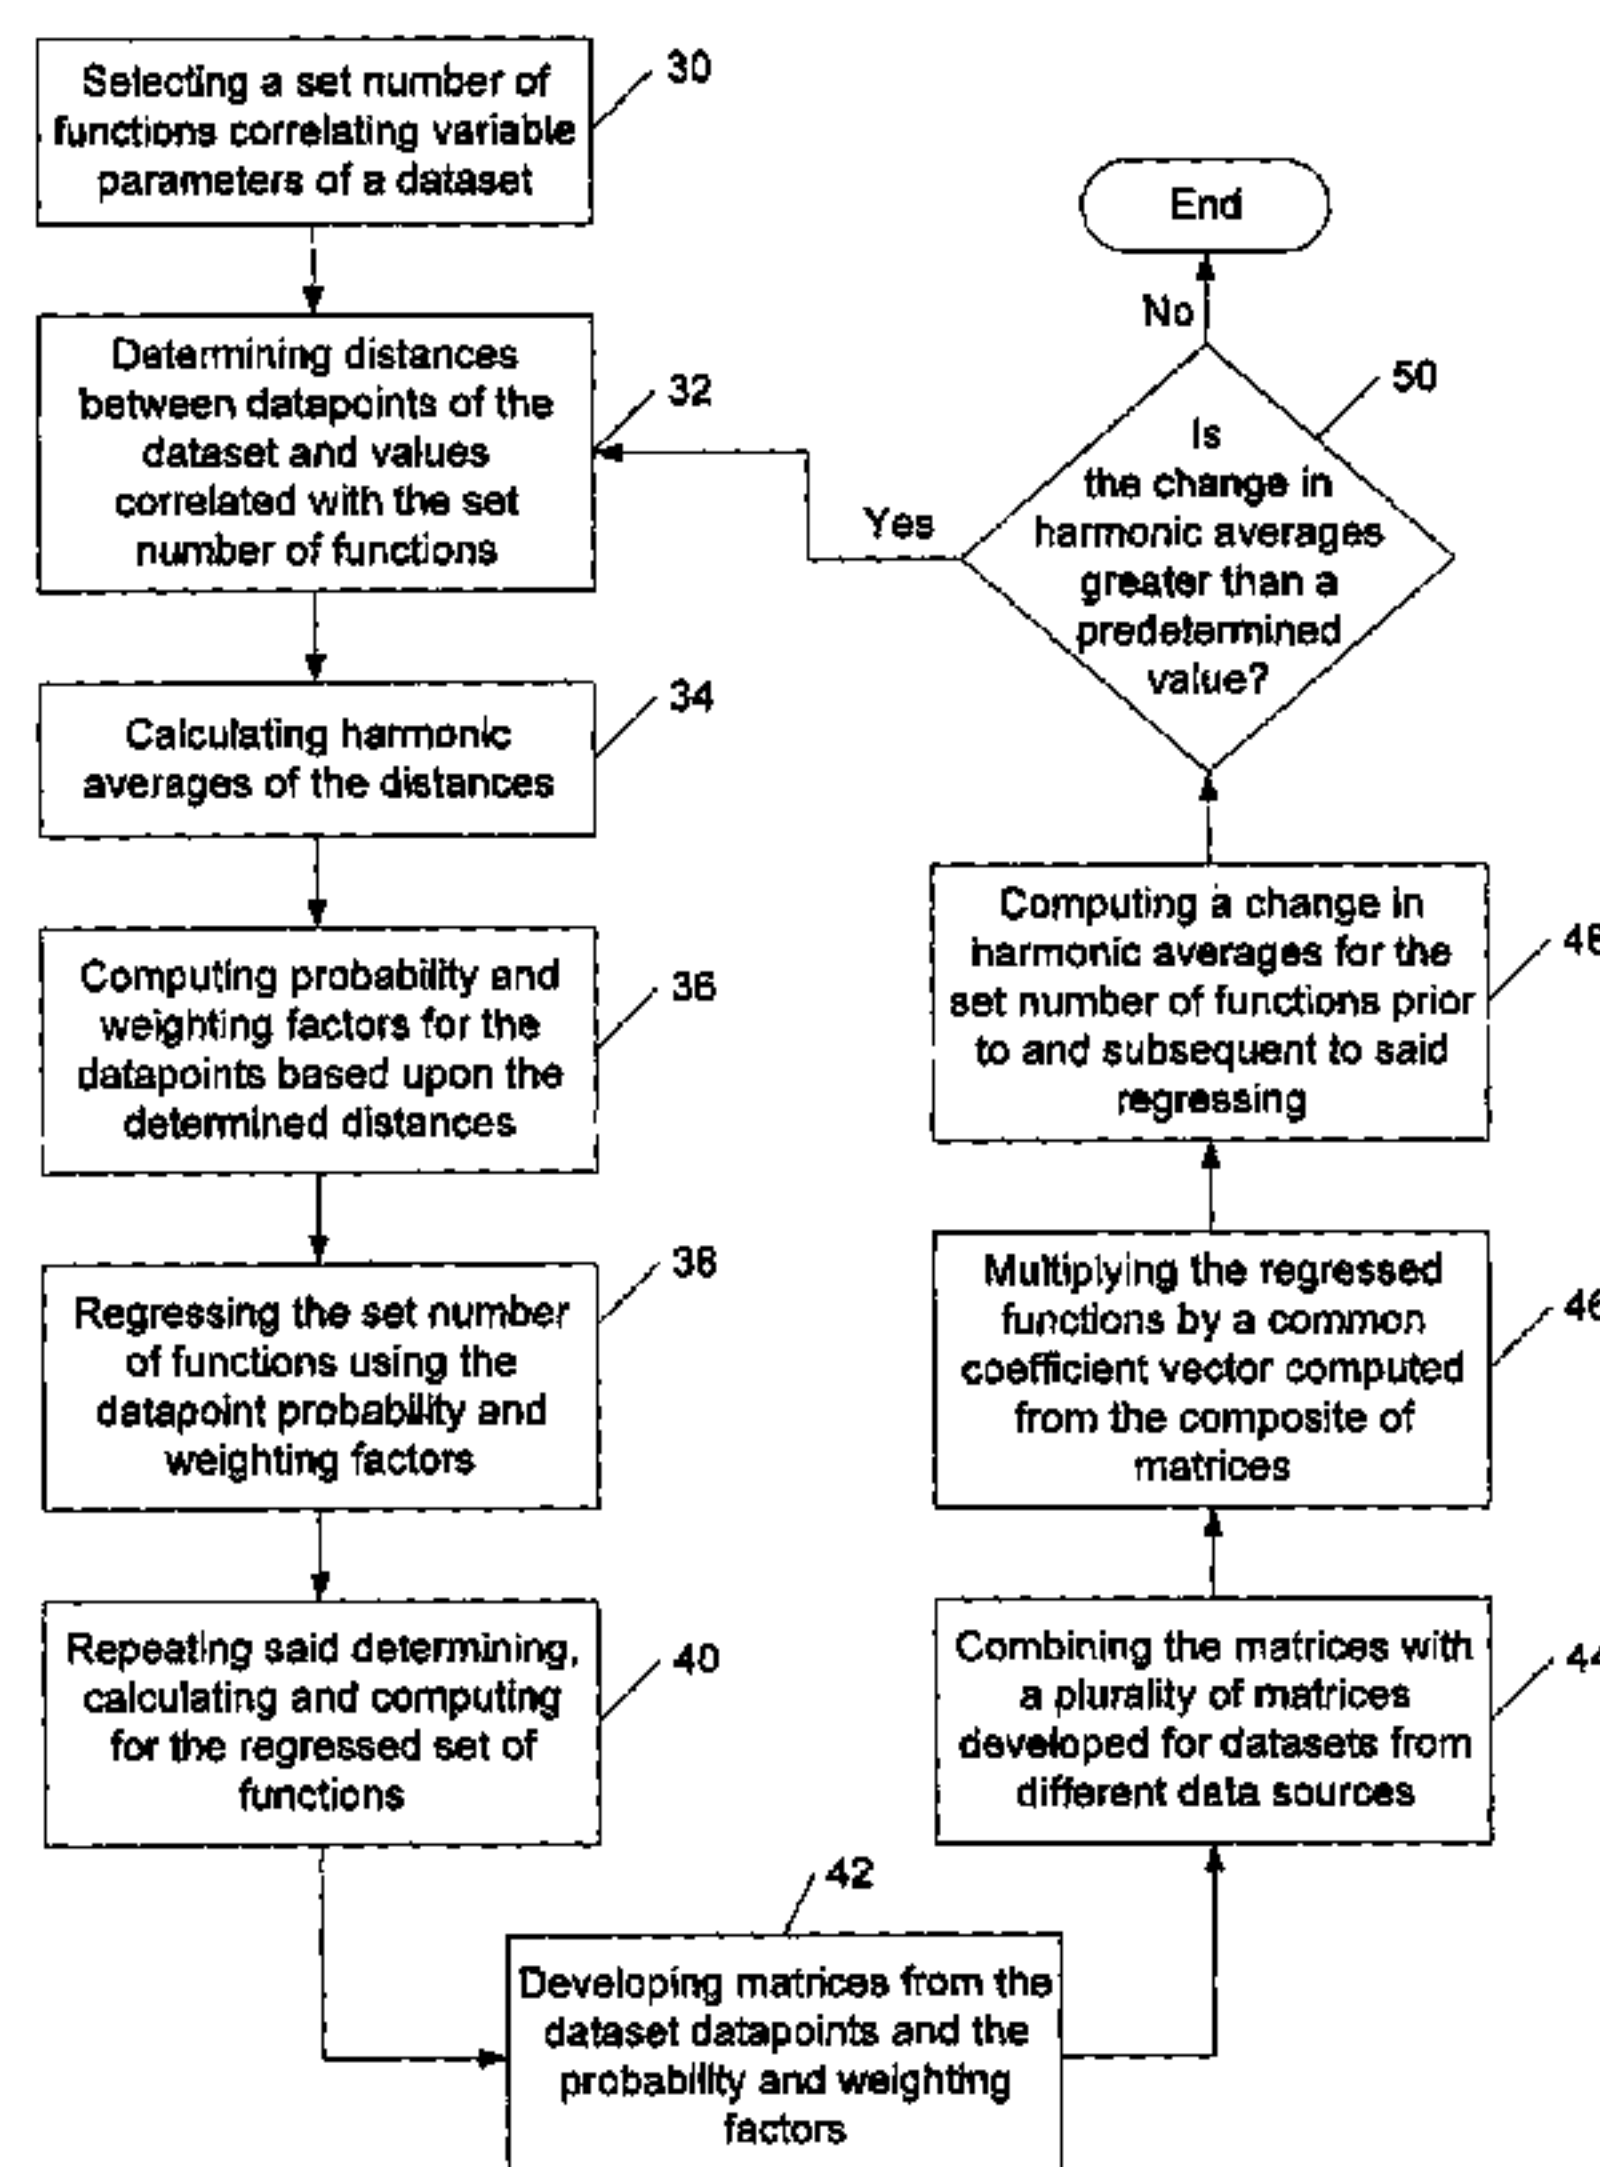 Selecting a set number of
functions correlating variable
parameters of a dataset
30
Determining distances
between datapoints of the
dataset and values
correlated with the set
number of functions
32
Calculating harmonic
averages of the distances
34
Computing probability and
weighting factors for the
datapoints based upon the
determined distances
36
Regressing the set number
of functions using the
datapoint probability and
weighting factors
38
Repeating said determining,
calculating and computing
for the regressed set of
functions
40
42
Developing matrices from the
dataset datapoints and the
probability and weighting
factors
Combining the matrices with
a plurality of matrices
developed for datasets from
different data sources
44
Multiplying the regressed
functions by a common
coefficient vector computed
from the composite of
matrices
46
Computing a change in
harmonic averages for the
set number of functions prior
to and subsequent to said
regressing
48
Is
the change in
harmonic averages
greater than a
predetermined
value?
50
Yes
No
End